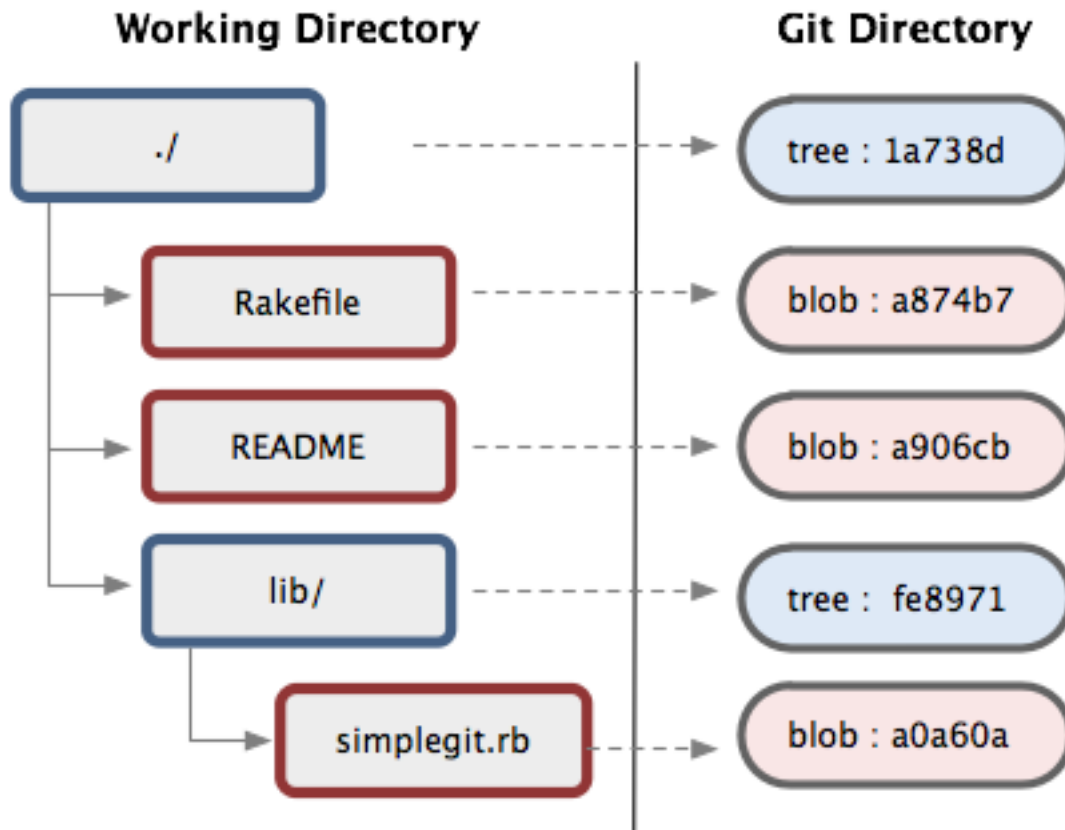 Working Directory
Git Directory
./
tree : 1a738d
Rakefile
blob : a874b7
README
blob : a906cb
lib/
tree :  fe8971
simplegit.rb
blob : a0a60a